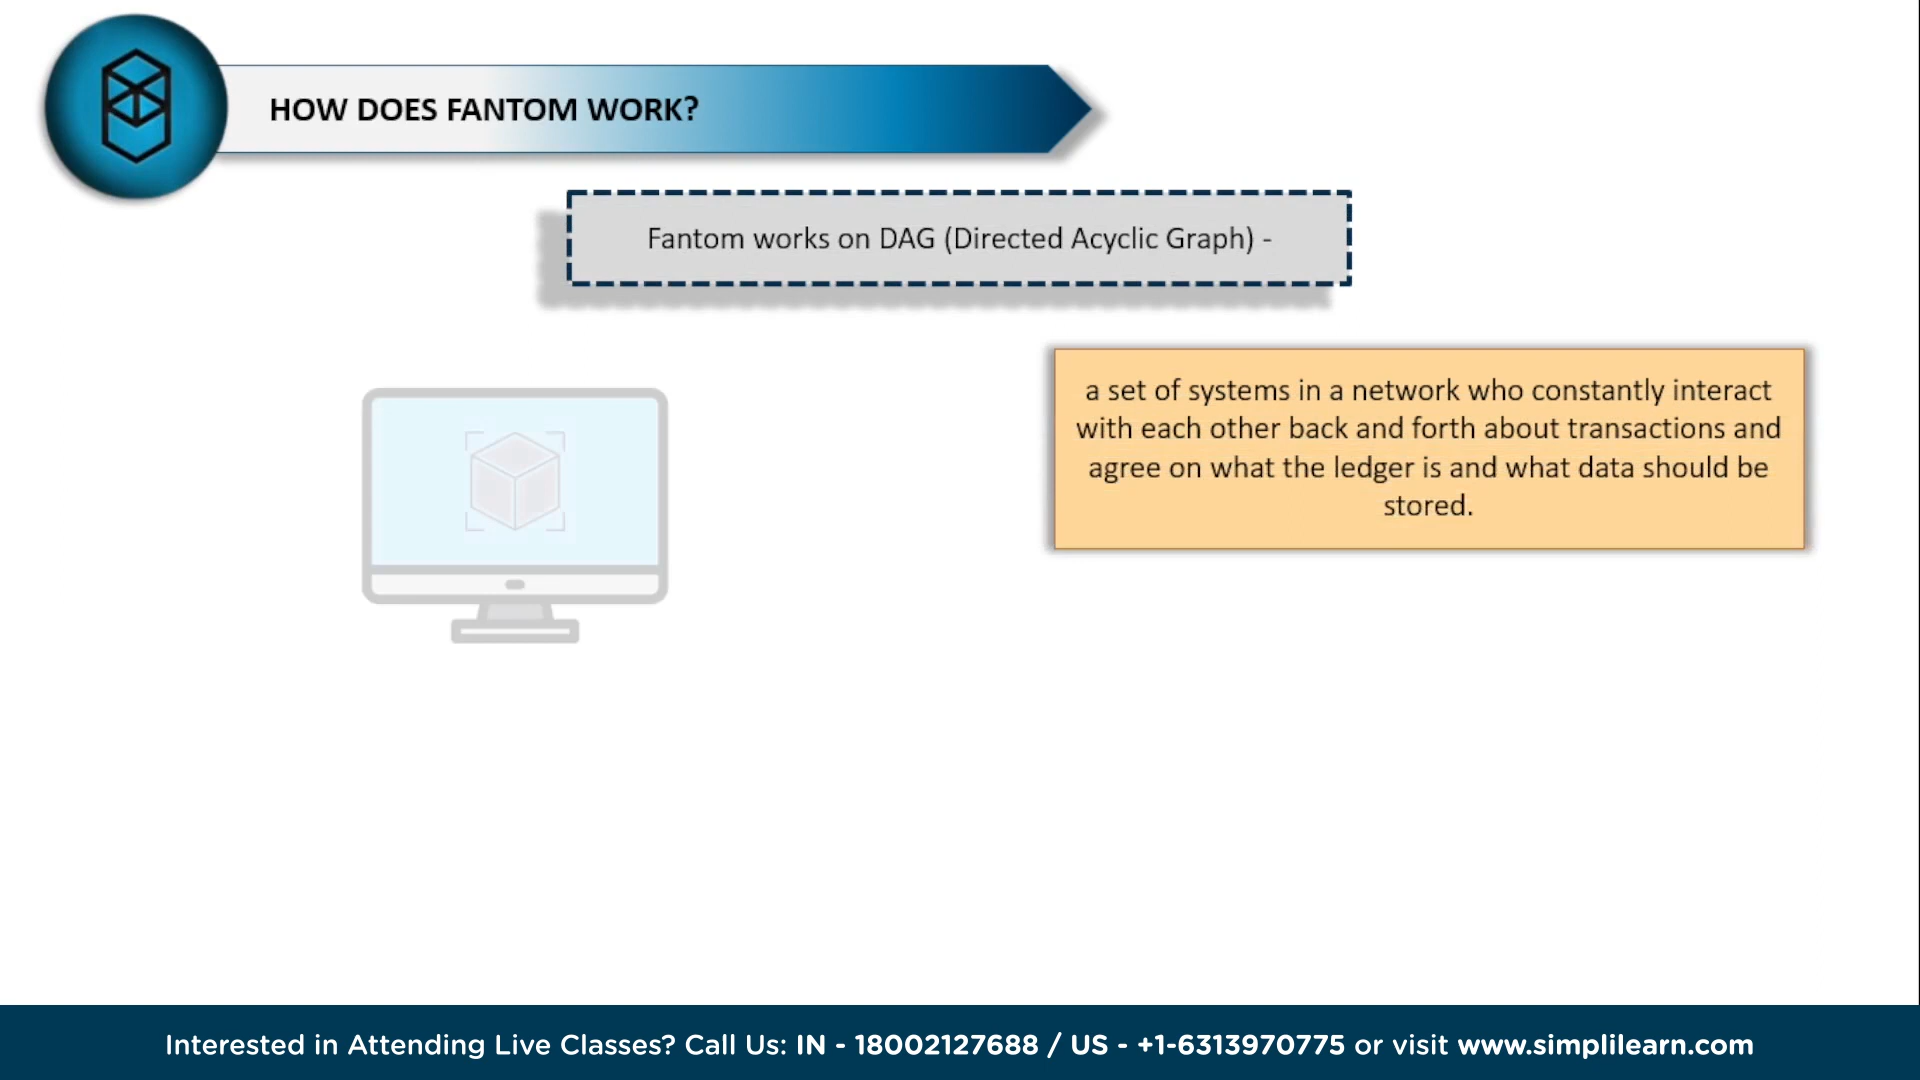 HOW DOES FANTOM WORK?
Fantom works on DAG (Directed Acyclic Graph) -
a set of systems in a network who constantly interact
with each other back and forth about transactions and
agree on what the ledger is and what data should be
stored.
Interested in Attending Live Classes? Call Us: IN - 18002127688 / US - +1-6313970775 or visit www.simplilearn.com